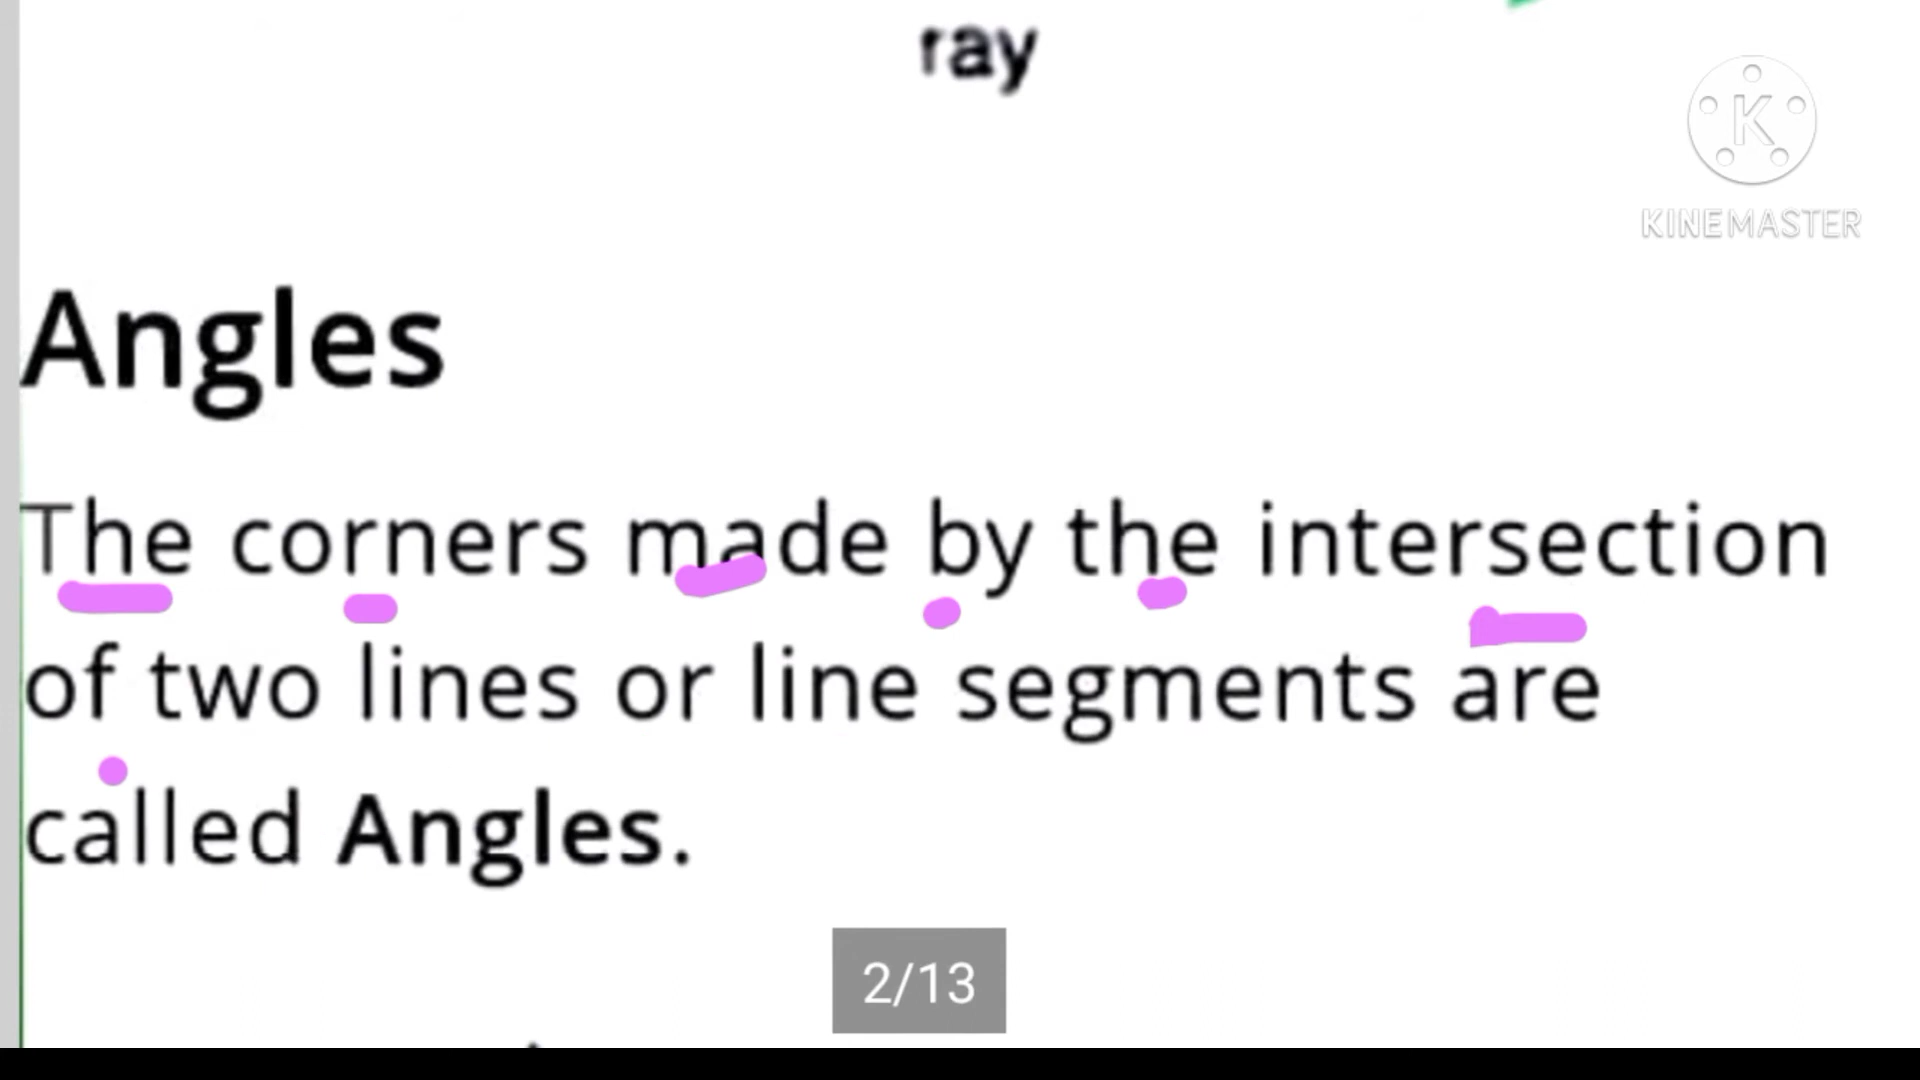 ray
K
KINEMASTER
Angles
The corners made by the intersection
of two lines or line segments are
called Angles.
2/13